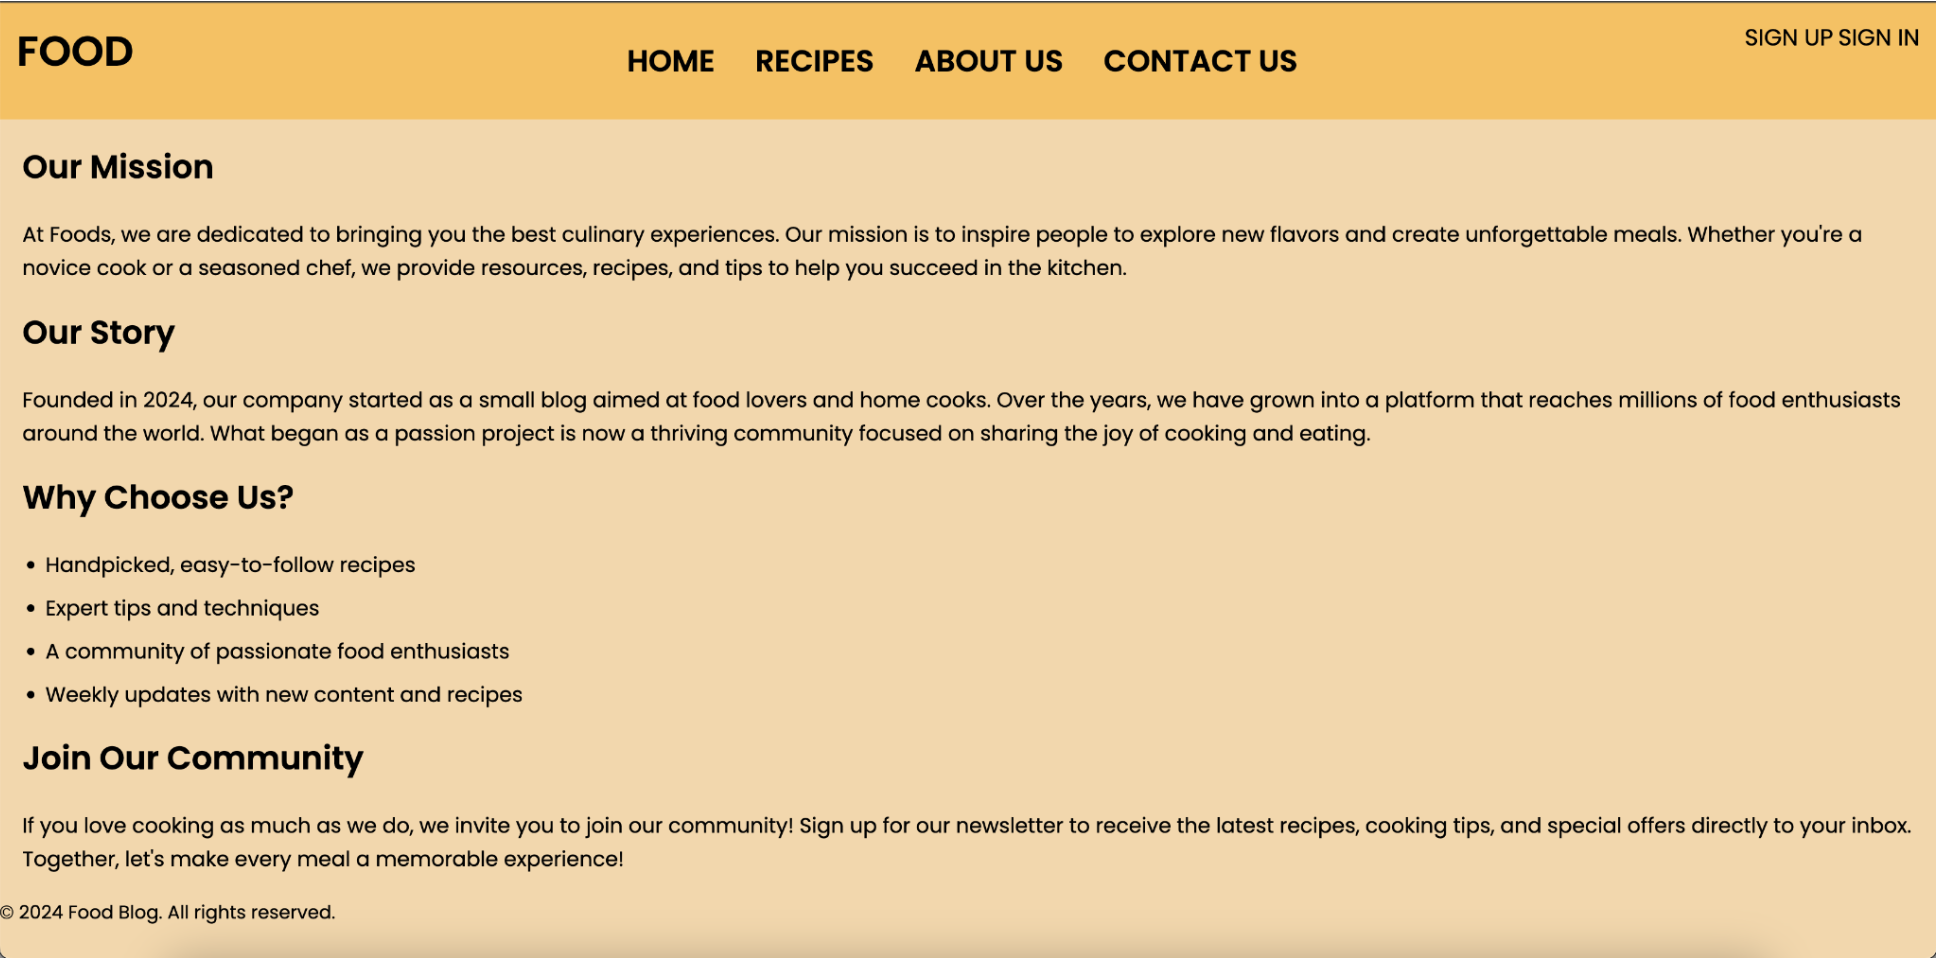 FOOD
HOME RECIPES ABOUT US CONTACT US
SIGN UP SIGN IN
Our Mission
At Foods, we are dedicated to bringing you the best culinary experiences. Our mission is to inspire people to explore new flavors and create unforgettable meals. Whether you're a
novice cook or a seasoned chef, we provide resources, recipes, and tips to help you succeed in the kitchen.
Our Story
Founded in 2024, our company started as a small blog aimed at food lovers and home cooks. Over the years, we have grown into a platform that reaches millions of food enthusiasts
around the world. What began as a passion project is now a thriving community focused on sharing the joy of cooking and eating.
Why Choose Us?
• Handpicked, easy-to-follow recipes
• Expert tips and techniques
• A community of passionate food enthusiasts
• Weekly updates with new content and recipes
Join Our Community
If you love cooking as much as we do, we invite you to join our community! Sign up for our newsletter to receive the latest recipes, cooking tips, and special offers directly to your inbox.
Together, let's make every meal a memorable experience!
© 2024 Food Blog. All rights reserved.